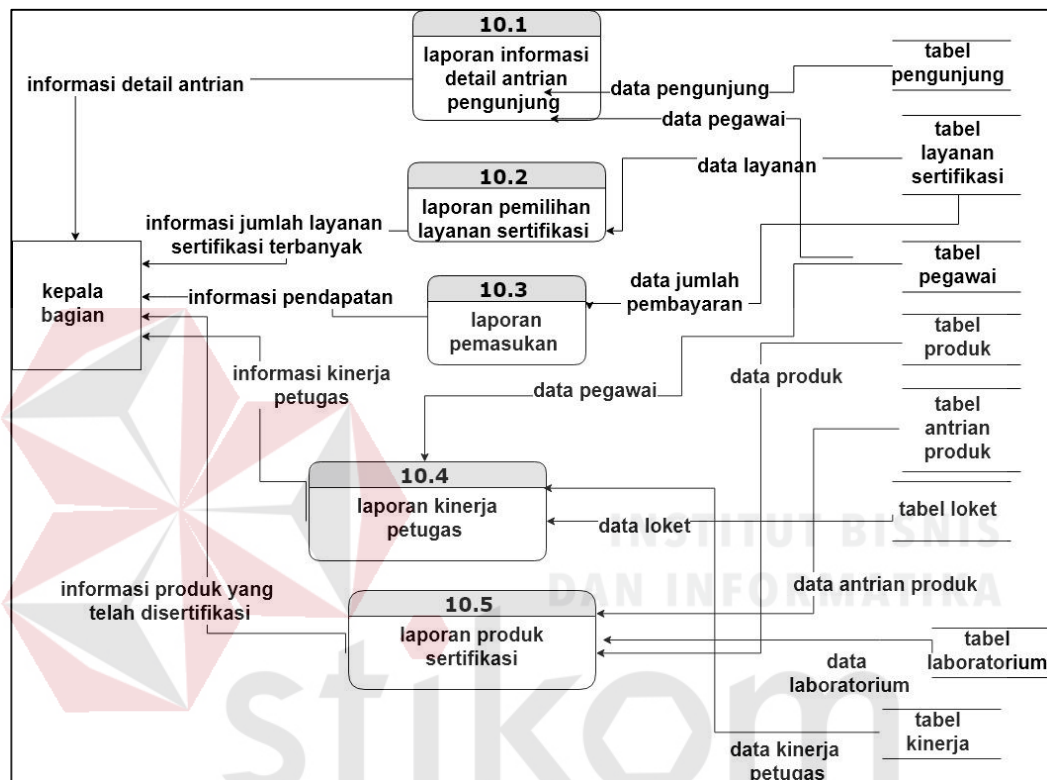 10.1
laporan informasi
detail antrian
pengunjung
informasi detail antrian
data pengunjung
tabel
pengunjung
data pegawai
tabel
layanan
sertifikasi
data layanan
10.2
laporan pemilihan
layanan sertifikasi
informasi jumlah layanan
sertifikasi terbanyak
kepala
bagian
informasi pendapatan
10.3
laporan
pemasukan
data jumlah
pembayaran
tabel
pegawai
tabel
produk
data produk
informasi kinerja
petugas
data pegawai
tabel
antrian
produk
10.4
laporan kinerja
petugas
data loket
tabel loket
INSTITUT BISNIS
DAN INFORMATIKA
data antrian produk
informasi produk yang
telah disertifikasi
10.5
laporan produk
sertifikasi
tabel
laboratorium
data
laboratorium
stikom
tabel
kinerja
data kinerja
petugas